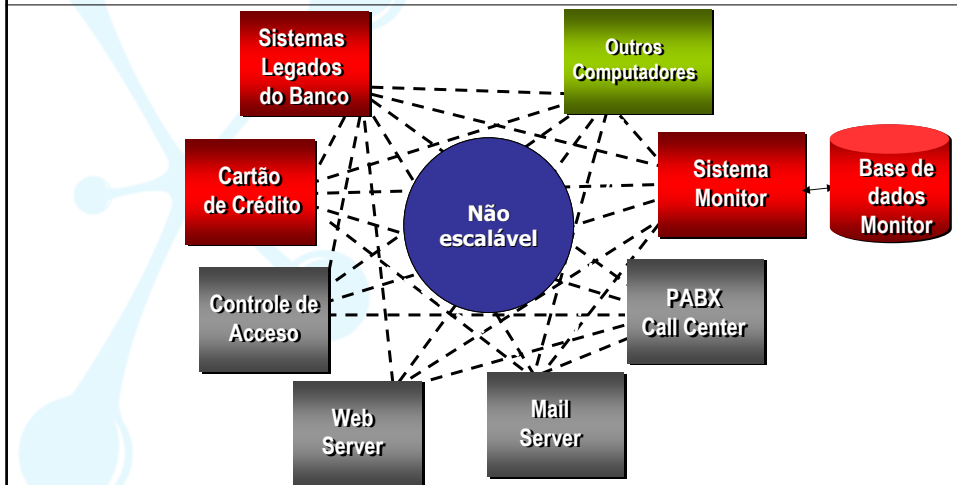 Sistemas
Legados
do Banco
Outros
Computadores
Cartão
de Crédito
Não
escalável
Sistema
Monitor
Base de
dados
Monitor
Controle de
Acceso
PABX
Call Center
Web
Server
Mail
Server